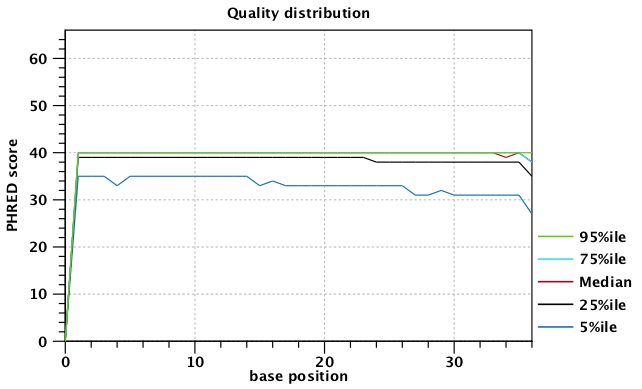 Quality distribution
PHRED score
60
50
40
30
20
10
0
0 10 20 30
base position
95%ile
75%ile
Median
25%ile
5%ile